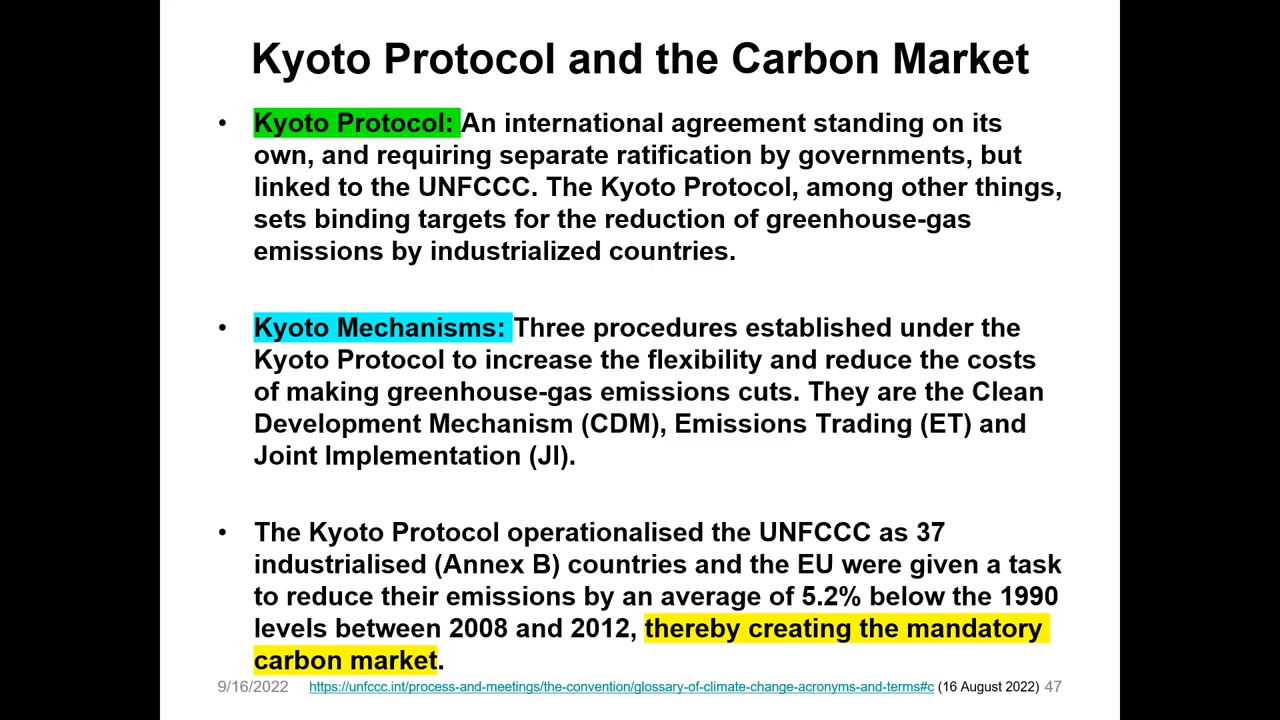 Kyoto Protocol and the Carbon Market
• Kyoto Protocol: An international agreement standing on its
own, and requiring separate ratification by governments, but
linked to the UNFCCC. The Kyoto Protocol, among other things,
sets binding targets for the reduction of greenhouse-gas
emissions by industrialized countries.
• Kyoto Mechanisms: Three procedures established under the
Kyoto Protocol to increase the flexibility and reduce the costs
of making greenhouse-gas emissions cuts. They are the Clean
Development Mechanism (CDM), Emissions Trading (ET) and
Joint Implementation (JI).
• The Kyoto Protocol operationalised the UNFCCC as 37
industrialised (Annex B) countries and the EU were given a task
to reduce their emissions by an average of 5.2% below the 1990
levels between 2008 and 2012, thereby creating the mandatory
carbon market.
9/16/2022 https://unfccc.int/process-and-meetings/the-convention/glossary-of-climate-change-acronyms-and-terms#c (16 August 2022) 47